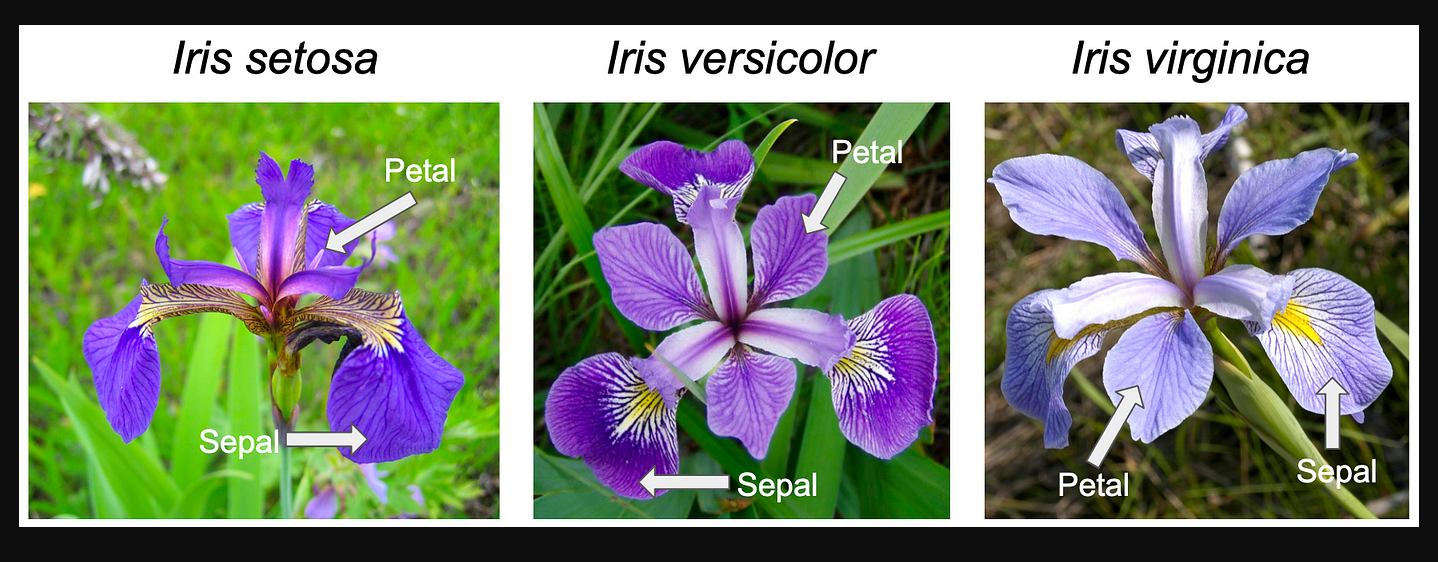 Iris setosa
Iris versicolor
Iris virginica
Petal
Sepal
Petal
Sepal
Petal
Sepal